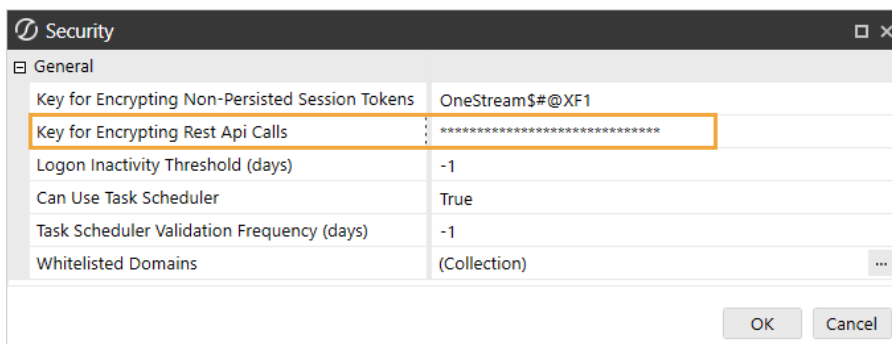 Security
General
Key for Encrypting Non-Persisted Session Tokens OneStream$#@XF1
Key for Encrypting Rest Api Calls ******************************
Logon Inactivity Threshold (days) -1
Can Use Task Scheduler True
Task Scheduler Validation Frequency (days) -1
Whitelisted Domains (Collection) ...
OK Cancel